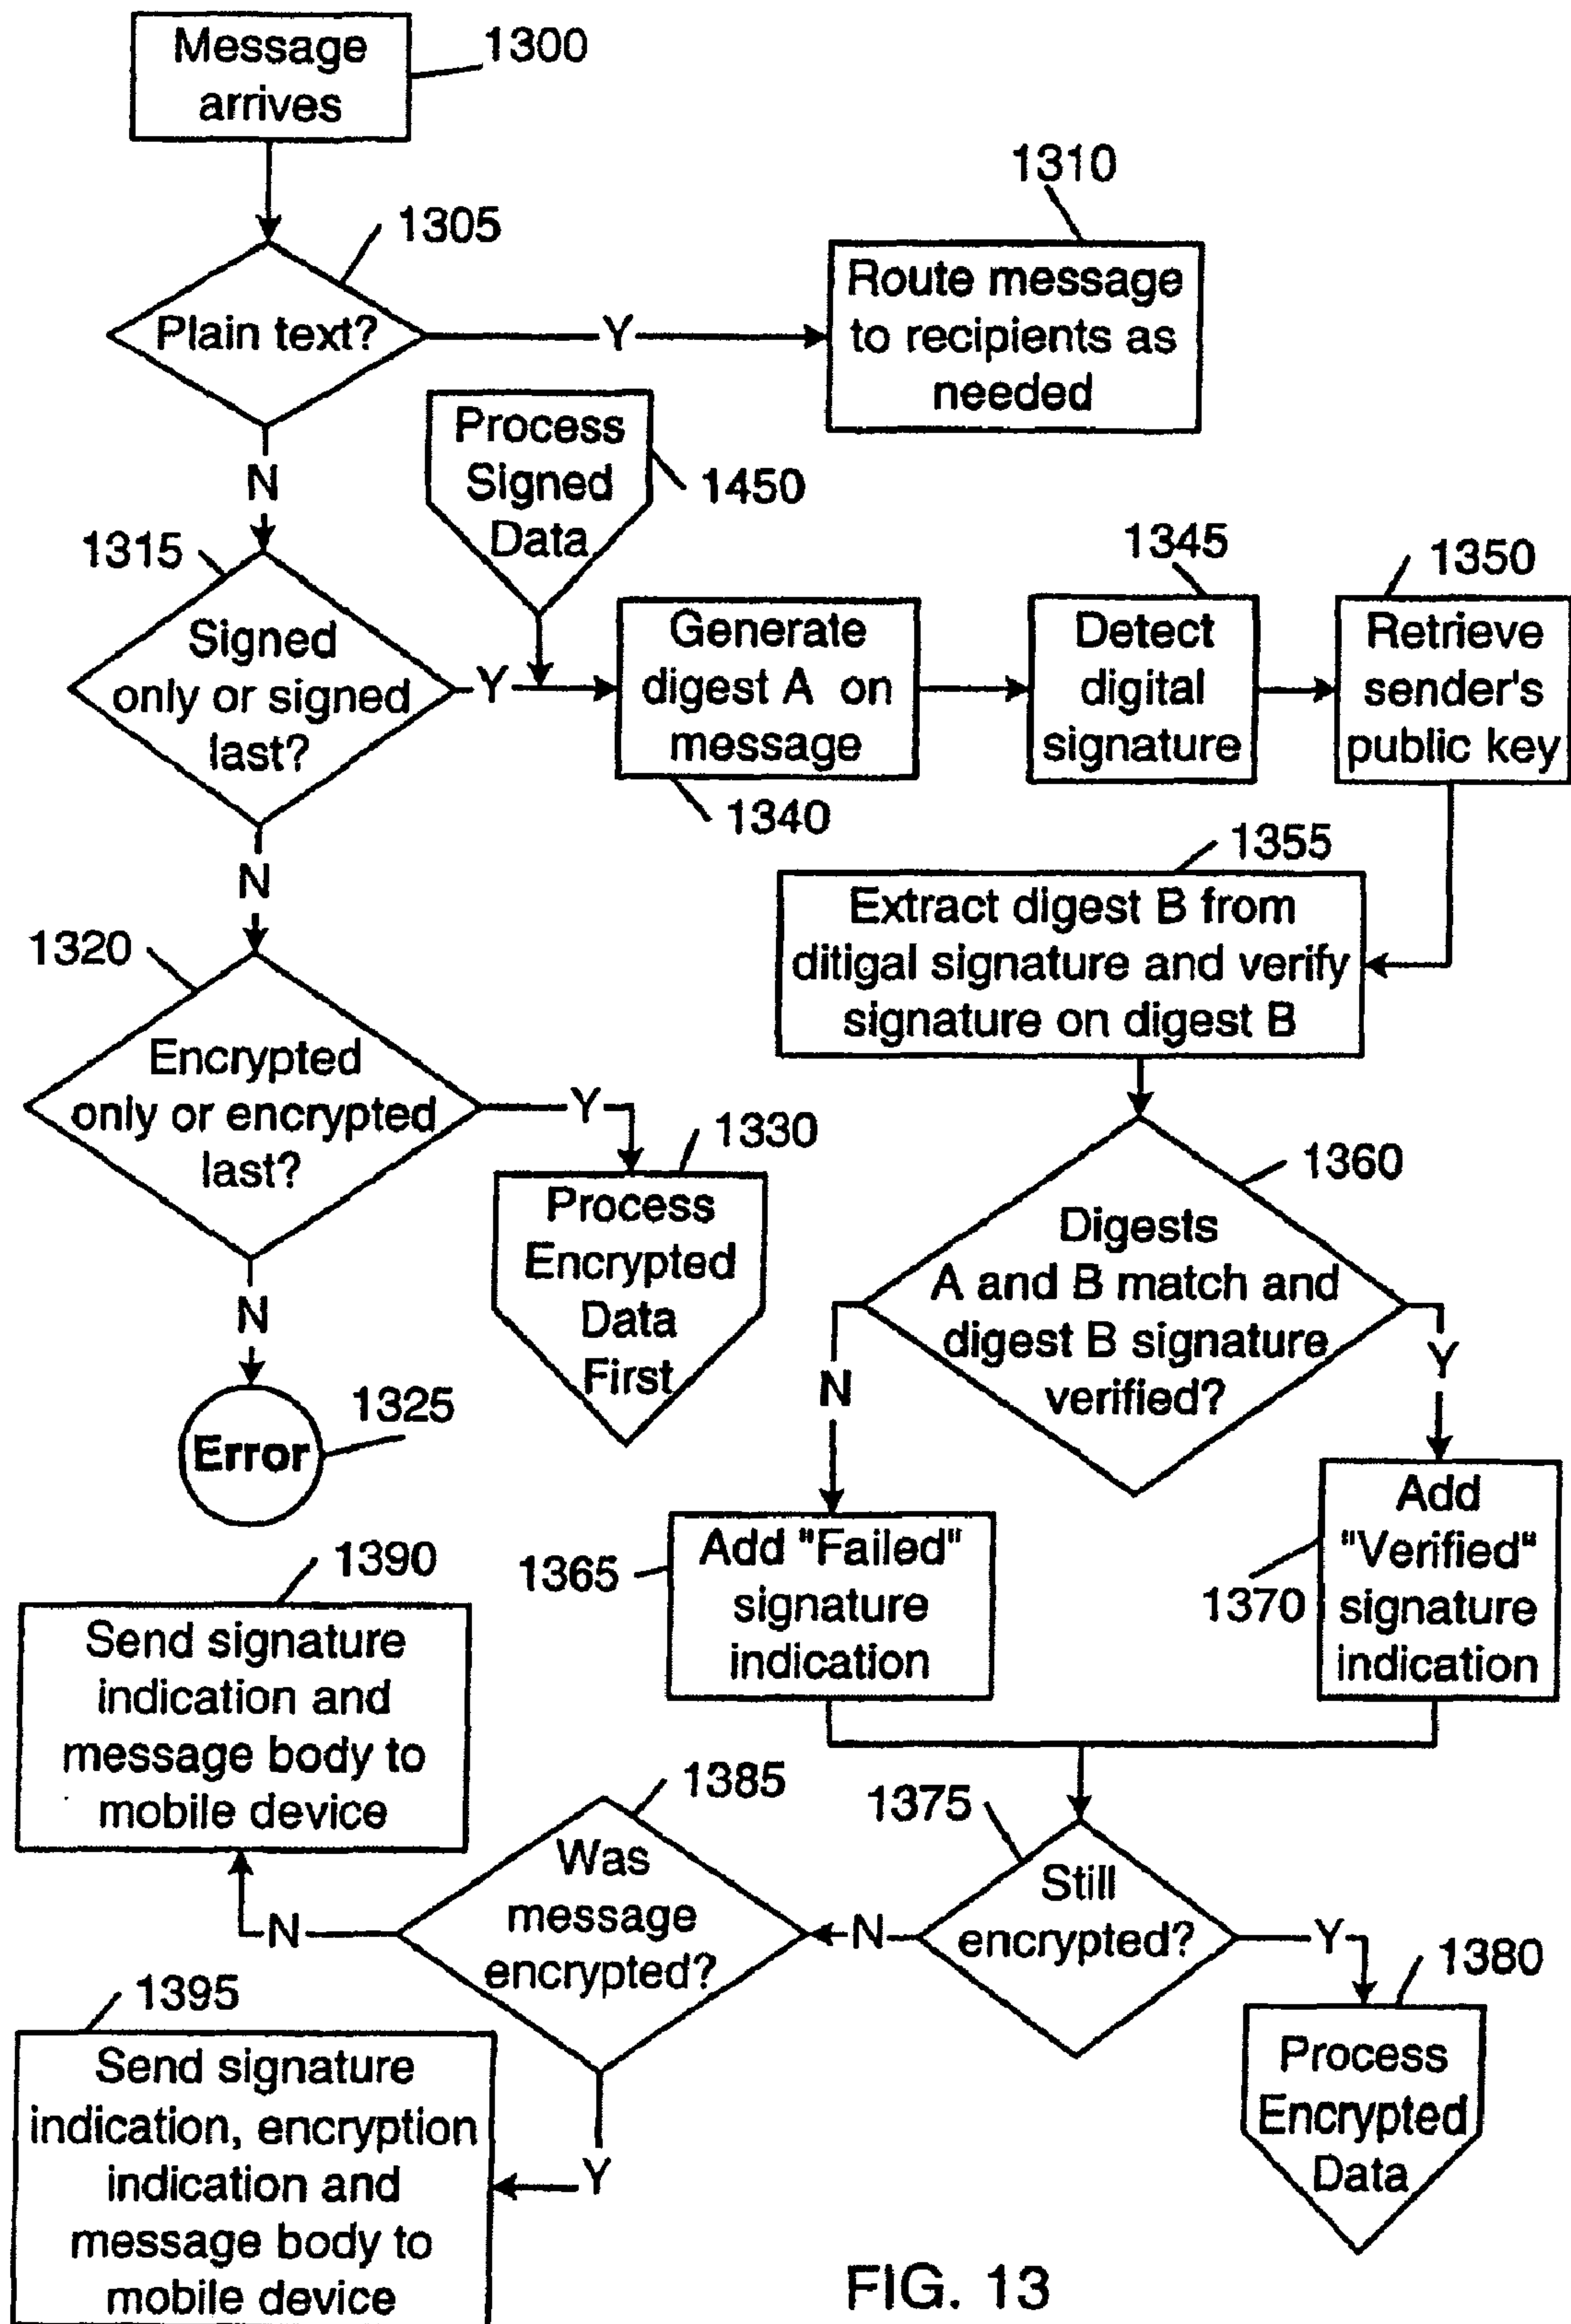 Message
arrives
1300
1305
Plain text?
Y
1310
Route message
to recipients as
needed
N
Process
Signed
Data
1450
1315
Signed
only or signed
last?
Y
Generate
digest A on
message
1340
1345
Detect
digital
signature
1350
Retrieve
sender's
public key
N
1355
Extract digest B from
ditigal signature and verify
signature on digest B
1320
Encrypted
only or encrypted
last?
Y
1330
Process
Encrypted
Data
First
N
1325
Error
1360
Digests
A and B match and
digest B signature
verified?
N
Y
1365
Add "Failed"
signature
indication
1370
Add
"Verified"
signature
indication
1390
Send signature
indication and
message body to
mobile device
1385
Was
message
encrypted?
1375
Still
encrypted?
N
N
Y
1380
Process
Encrypted
Data
1395
Send signature
indication, encryption
indication and
message body to
mobile device
Y
FIG. 13